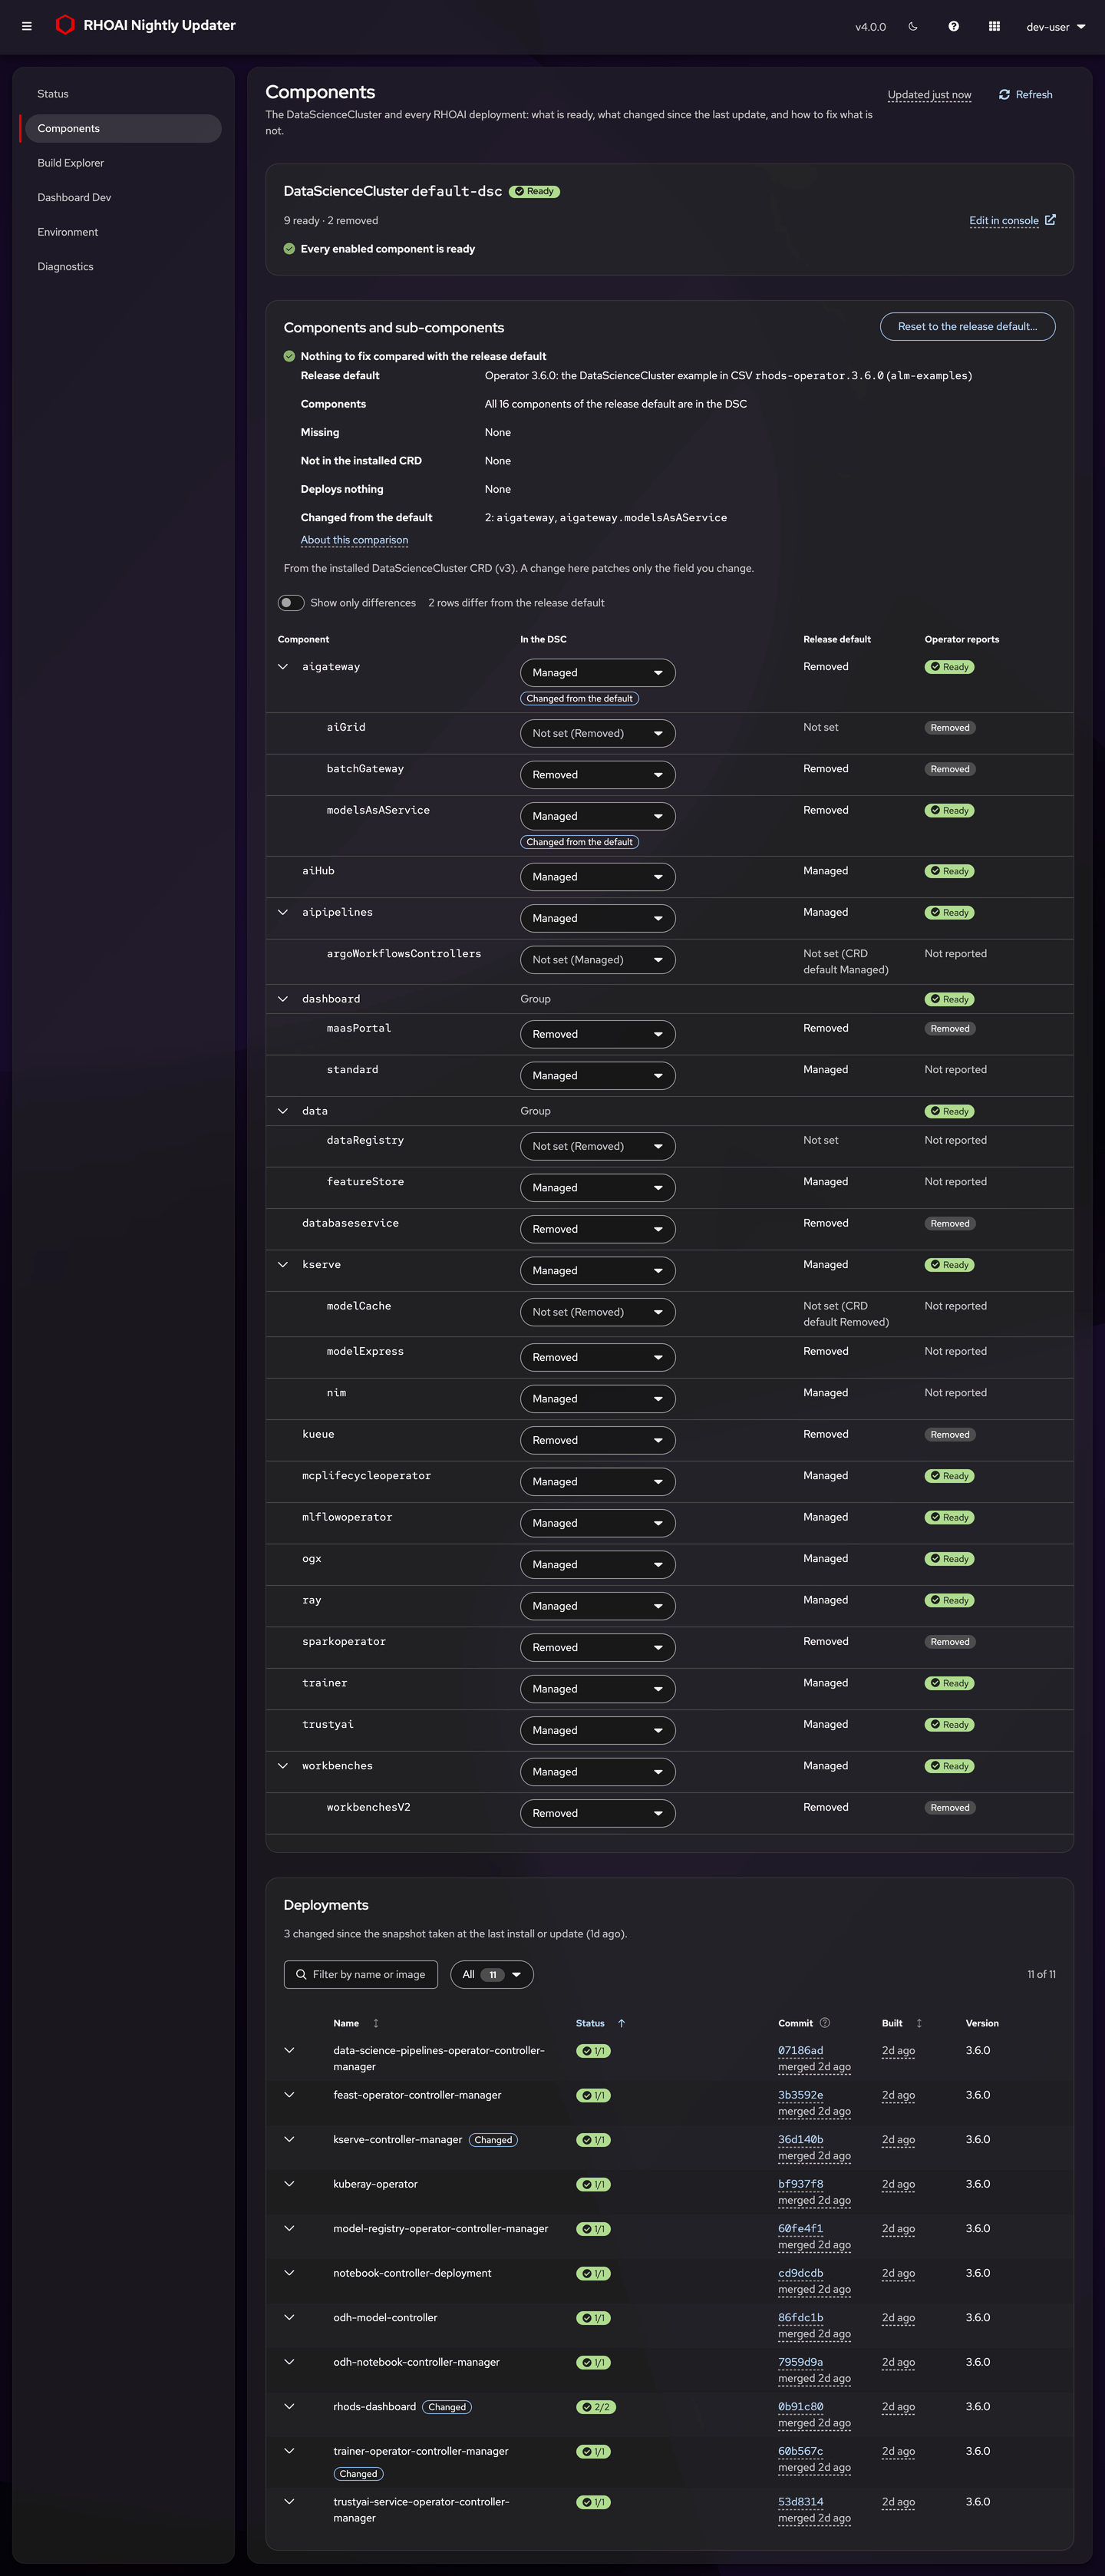 RHOAI Nightly Updater
v4.0.0
dev-user
Status
Components
Build Explorer
Dashboard Dev
Environment
Diagnostics
Components
Updated just now
Refresh
The DataScienceCluster and every RHOAI deployment: what is ready, what changed since the last update, and how to fix what is
not.
DataScienceCluster default-dsc Ready
9 ready · 2 removed
Edit in console
Every enabled component is ready
Components and sub-components
Reset to the release default...
Nothing to fix compared with the release default
Release default Operator 3.6.0: the DataScienceCluster example in CSV rhods-operator.3.6.0 (alm-examples)
Components All 16 components of the release default are in the DSC
Missing None
Not in the installed CRD None
Deploys nothing None
Changed from the default 2: aigateway, aigateway.modelsAsAService
About this comparison
From the installed DataScienceCluster CRD (v3). A change here patches only the field you change.
Show only differences 2 rows differ from the release default
Component In the DSC Release default Operator reports
aigateway Managed Removed Ready
Changed from the default
aiGrid Not set (Removed) Not set Removed
batchGateway Removed Removed Removed
modelsAsAService Managed Removed Ready
Changed from the default
aiHub Managed Managed Ready
aipipelines Managed Managed Ready
argoWorkflowsControllers Not set (Managed) Not set (CRD Not reported
default Managed)
dashboard Group Ready
maasPortal Removed Removed Removed
standard Managed Managed Not reported
data Group Ready
dataRegistry Not set (Removed) Not set Not reported
featureStore Managed Managed Not reported
databaseservice Removed Removed Removed
kserve Managed Managed Ready
modelCache Not set (Removed) Not set (CRD Not reported
default Removed)
modelExpress Removed Removed Not reported
nim Managed Managed Not reported
kueue Removed Removed Removed
mcplifecycleoperator Managed Managed Ready
mlflowoperator Managed Managed Ready
ogx Managed Managed Ready
ray Managed Managed Ready
sparkoperator Removed Removed Removed
trainer Managed Managed Ready
trustyai Managed Managed Ready
workbenches Managed Managed Ready
workbenchesV2 Removed Removed Removed
Deployments
3 changed since the snapshot taken at the last install or update (1d ago).
Filter by name or image
All 11
11 of 11
Name Status Commit Built Version
data-science-pipelines-operator-controller- 1/1 07186ad 2d ago 3.6.0
manager merged 2d ago
feast-operator-controller-manager 1/1 3b3592e 2d ago 3.6.0
merged 2d ago
kserve-controller-manager Changed 1/1 36d140b 2d ago 3.6.0
merged 2d ago
kuberay-operator 1/1 bf937f8 2d ago 3.6.0
merged 2d ago
model-registry-operator-controller-manager 1/1 60fe4f1 2d ago 3.6.0
merged 2d ago
notebook-controller-deployment 1/1 cd9dcdb 2d ago 3.6.0
merged 2d ago
odh-model-controller 1/1 86fdc1b 2d ago 3.6.0
merged 2d ago
odh-notebook-controller-manager 1/1 7959d9a 2d ago 3.6.0
merged 2d ago
rhods-dashboard Changed 2/2 0b91c80 2d ago 3.6.0
merged 2d ago
trainer-operator-controller-manager 1/1 60b567c 2d ago 3.6.0
Changed merged 2d ago
trustyai-service-operator-controller- 1/1 53d8314 2d ago 3.6.0
manager merged 2d ago